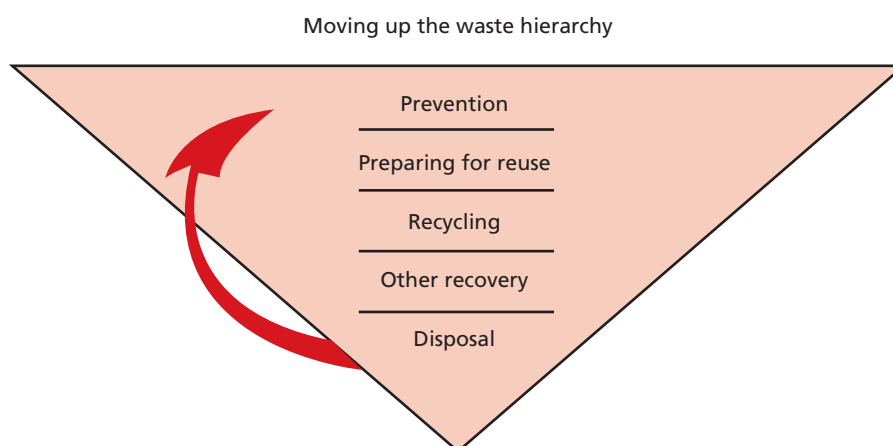 Moving up the waste hierarchy
Prevention
Preparing for reuse
Recycling
Other recovery
Disposal